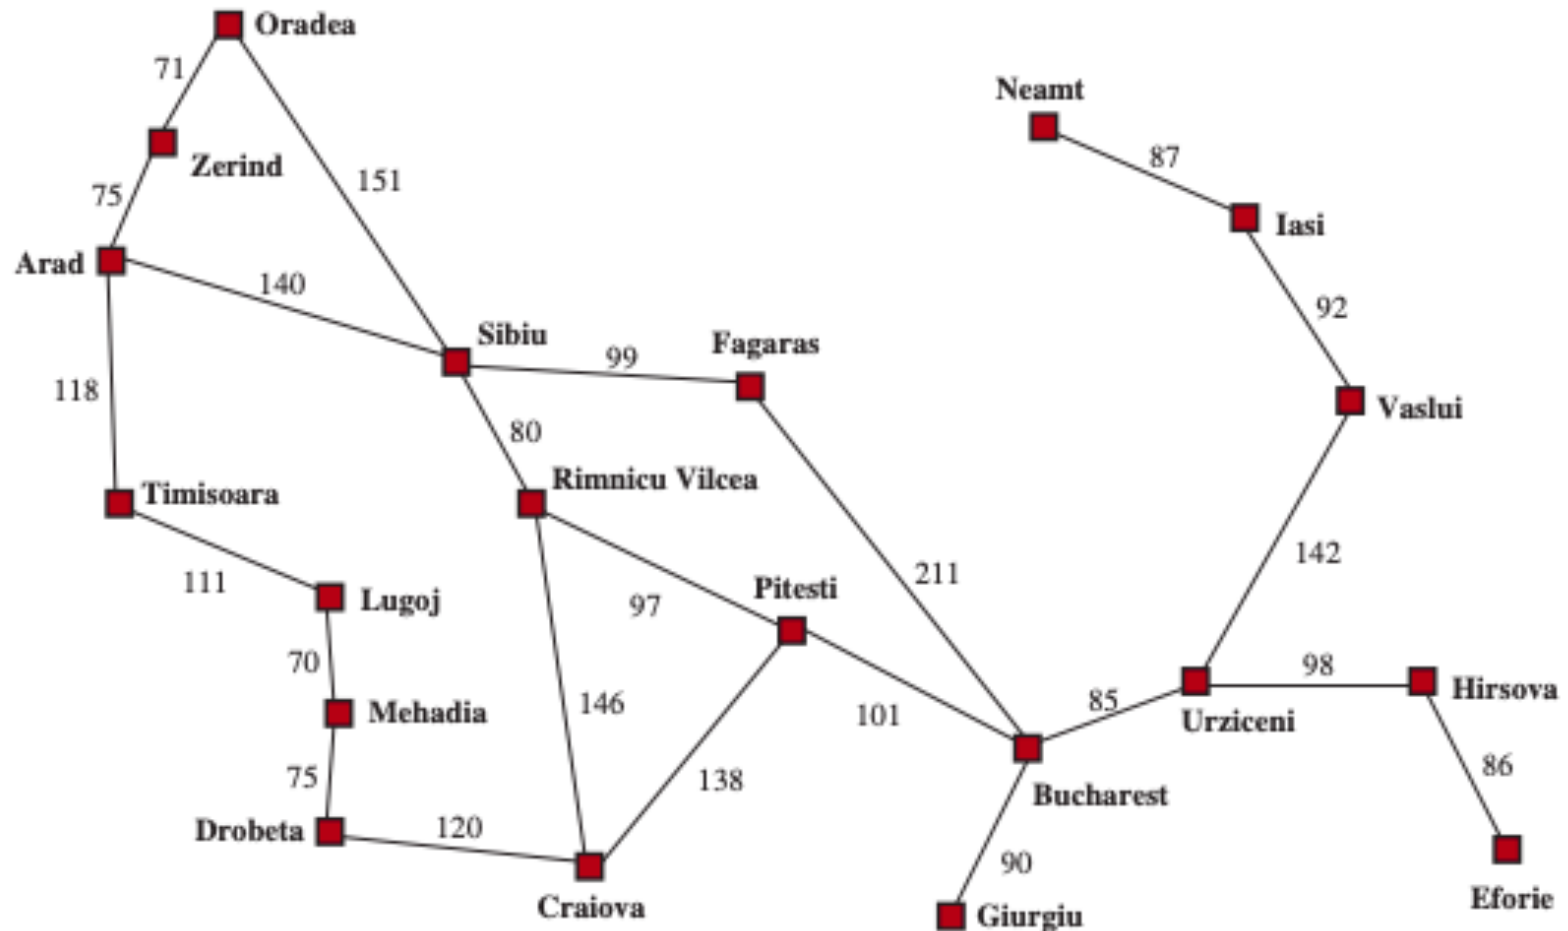 Oradea
71
Neamt
87
Zerind
151
75
Iasi
Arad
140
92
Sibiu
99
Fagaras
118
Vaslui
80
Timisoara
Rimnicu Vilcea
142
111
Lugoj
97
Pitesti
211
70
98
Hirsova
146
85
Urziceni
Mehadia
101
86
75
138
Bucharest
Drobeta
120
90
Craiova
Giurgiu
Eforie